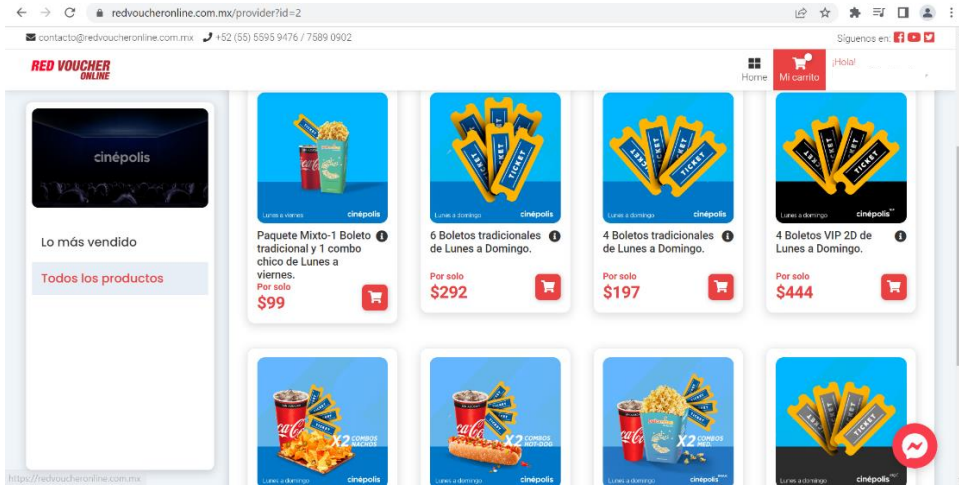 redvoucheronline.com.mx/provider?id=2
contacto@redvoucheronline.com.mx +52 (55) 5595 9476 / 7589 0902
Síguenos en:
RED VOUCHER
ONLINE
Home
Mi carrito
¡Hola!
cinépolis
Lo más vendido
Todos los productos
TICKET
Lunes a viernes cinépolis
Paquete Mixto-1 Boleto
tradicional y 1 combo
chico de Lunes a
viernes.
Por solo
$99
TICKET
Lunes a domingo cinépolis
6 Boletos tradicionales
de Lunes a Domingo.
Por solo
$292
TICKET TICKET
Lunes a domingo cinépolis
4 Boletos tradicionales
de Lunes a Domingo.
Por solo
$197
TICKET TICKET
Lunes a domingo cinépolis
4 Boletos VIP 2D de
Lunes a Domingo.
Por solo
$444
X2 COMBOS
NACHOS
Lunes a domingo cinépolis
X2 COMBOS
HOT-DOG
Lunes a domingo cinépolis
X2 COMBOS
MED.
Lunes a domingo cinépolis
TICKET TICKET
Lunes a domingo cinépolis
https://redvoucheronline.com.mx